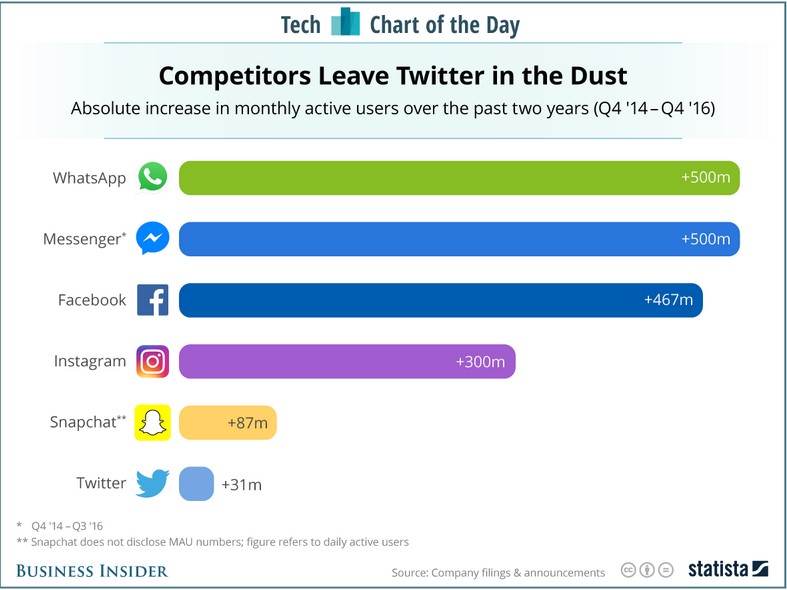 Tech Chart of the Day
Competitors Leave Twitter in the Dust
Absolute increase in monthly active users over the past two years (Q4 '14 – Q4 '16)
WhatsApp +500m
Messenger* +500m
Facebook +467m
Instagram +300m
Snapchat** +87m
Twitter +31m
* Q4 '14 – Q3 '16
** Snapchat does not disclose MAU numbers; figure refers to daily active users
BUSINESS INSIDER Source: Company filings & announcements cc statista